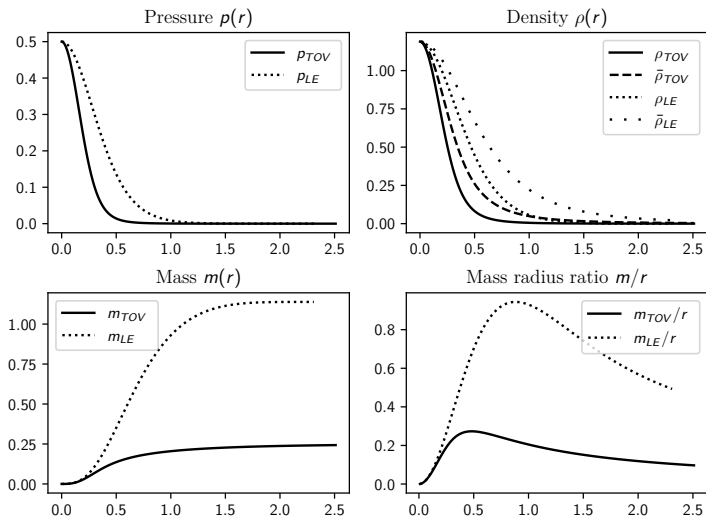 Pressure p(r)
0.5
0.4
0.3
0.2
0.1
0.0
0.0 0.5 1.0 1.5 2.0 2.5
p_TOV
p_LE
Density ρ(r)
1.00
0.75
0.50
0.25
0.00
0.0 0.5 1.0 1.5 2.0 2.5
ρ_TOV
ρ̄_TOV
ρ_LE
ρ̄_LE
Mass m(r)
1.00
0.75
0.50
0.25
0.00
0.0 0.5 1.0 1.5 2.0 2.5
m_TOV
m_LE
Mass radius ratio m/r
0.8
0.6
0.4
0.2
0.0
0.0 0.5 1.0 1.5 2.0 2.5
m_TOV/r
m_LE/r